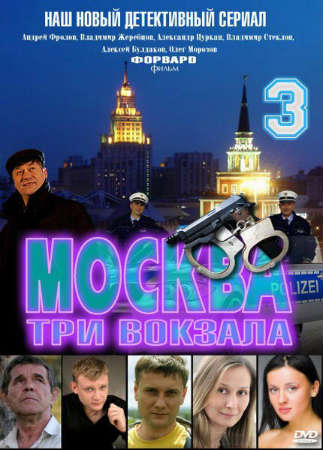 НАШ НОВЫЙ ДЕТЕКТИВНЫЙ СЕРИАЛ
Андрей Фролов, Владимир Жеребцов, Александр Цуркан, Владимир Стеклов,
Алексей Булдаков, Олег Морозов
ФОРВАРД
ФИЛЬМ
3
МОСКВА
POLIZEI
ТРИ ВОКЗАЛА
DVD